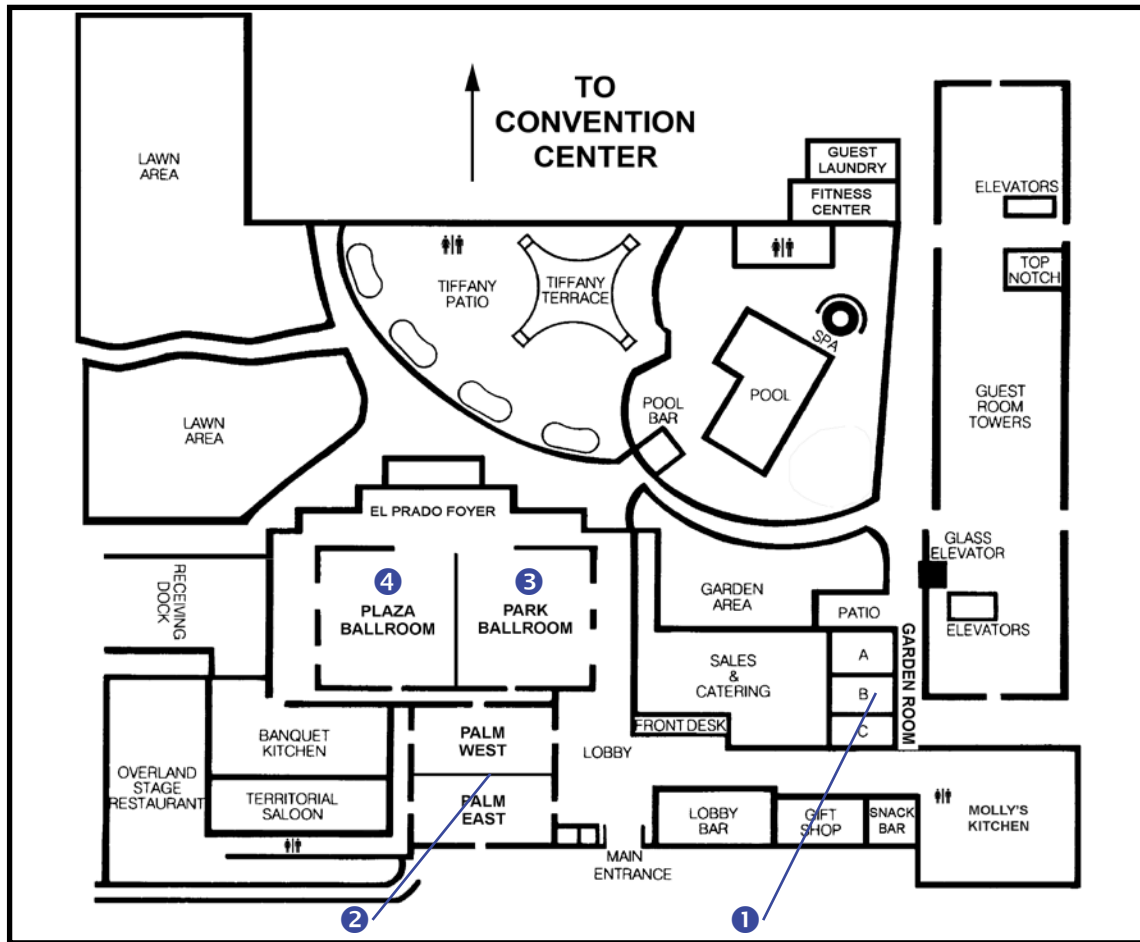 TO
CONVENTION
CENTER
LAWN
AREA
GUEST
LAUNDRY
FITNESS
CENTER
ELEVATORS
TOP
NOTCH
TIFFANY
PATIO
TIFFANY
TERRACE
SPA
POOL
POOL
BAR
GUEST
ROOM
TOWERS
LAWN
AREA
EL PRADO FOYER
GLASS
ELEVATOR
RECEIVING
DOCK
4
PLAZA
BALLROOM
3
PARK
BALLROOM
GARDEN
AREA
PATIO
ELEVATORS
GARDEN ROOM
A
B
C
SALES
&
CATERING
FRONT DESK
BANQUET
KITCHEN
PALM
WEST
LOBBY
OVERLAND
STAGE
RESTAURANT
TERRITORIAL
SALOON
PALM
EAST
LOBBY
BAR
GIFT
SHOP
SNACK
BAR
MOLLY'S
KITCHEN
MAIN
ENTRANCE
2
1